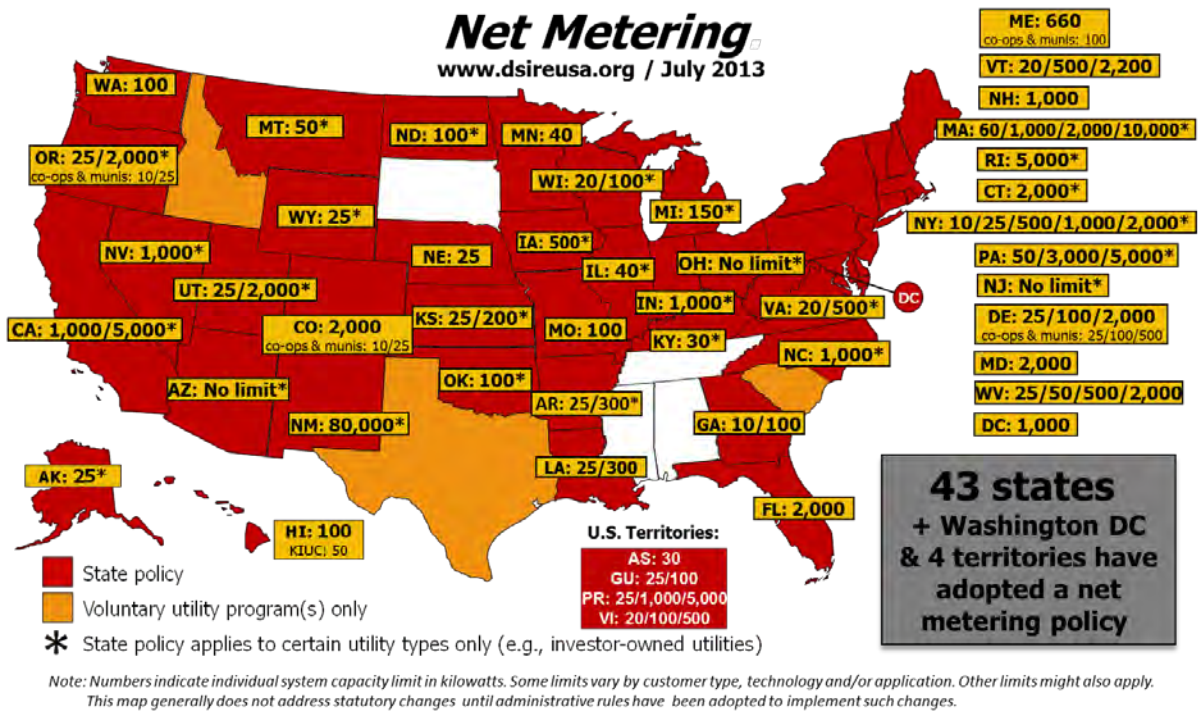 Net Metering
www.dsireusa.org / July 2013
ME: 660
co-ops & munis: 100
VT: 20/500/2,200
NH: 1,000
MA: 60/1,000/2,000/10,000*
RI: 5,000*
CT: 2,000*
NY: 10/25/500/1,000/2,000*
PA: 50/3,000/5,000*
NJ: No limit*
DE: 25/100/2,000
co-ops & munis: 25/100/500
MD: 2,000
WV: 25/50/500/2,000
DC: 1,000
WA: 100
MT: 50*
ND: 100*
MN: 40
OR: 25/2,000*
co-ops & munis: 10/25
WI: 20/100*
MI: 150*
WY: 25*
IA: 500*
NV: 1,000*
NE: 25
IL: 40*
OH: No limit*
UT: 25/2,000*
IN: 1,000*
VA: 20/500*
DC
CA: 1,000/5,000*
CO: 2,000
co-ops & munis: 10/25
KS: 25/200*
MO: 100
KY: 30*
NC: 1,000*
AZ: No limit*
OK: 100*
AR: 25/300*
NM: 80,000*
GA: 10/100
AK: 25*
LA: 25/300
FL: 2,000
HI: 100
KIUC: 50
U.S. Territories:
AS: 30
GU: 25/100
PR: 25/1,000/5,000
VI: 20/100/500
43 states
+ Washington DC
& 4 territories have
adopted a net
metering policy
State policy
Voluntary utility program(s) only
* State policy applies to certain utility types only (e.g., investor-owned utilities)
Note: Numbers indicate individual system capacity limit in kilowatts. Some limits vary by customer type, technology and/or application. Other limits might also apply.
This map generally does not address statutory changes until administrative rules have been adopted to implement such changes.